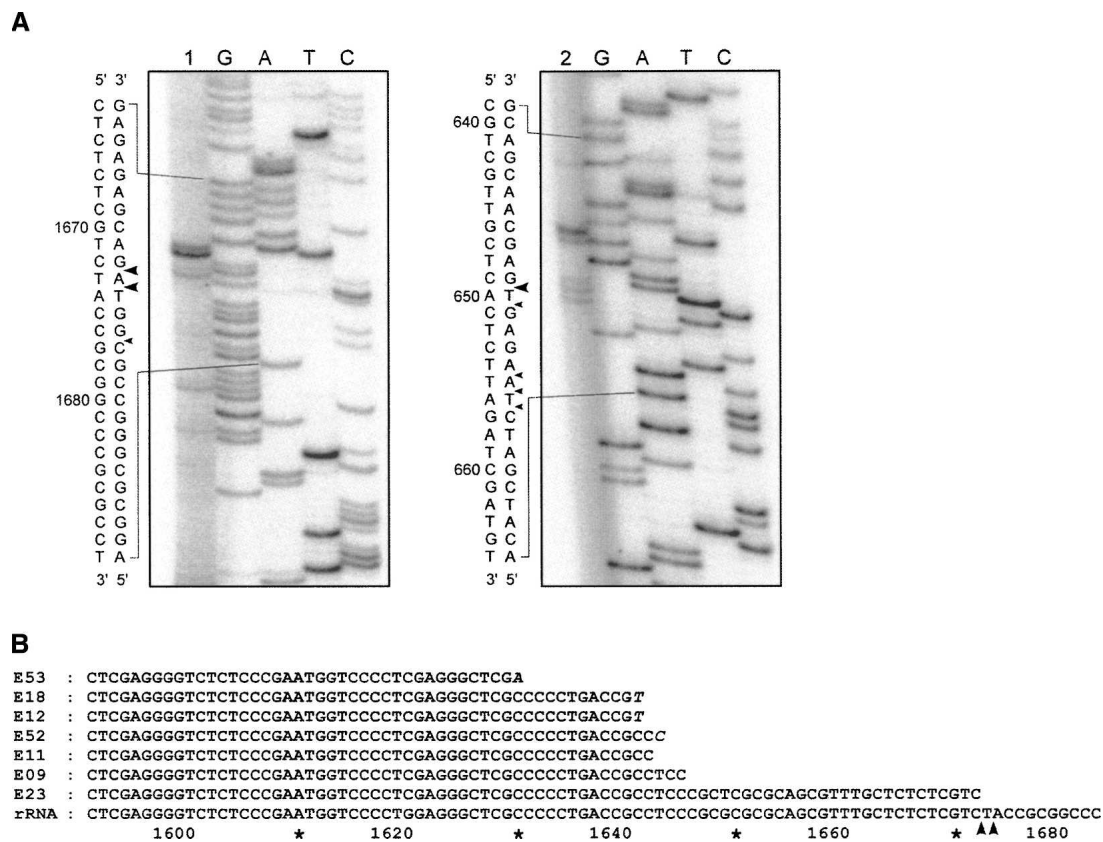 A
1 G A T C
5' 3'
C G
T A
C G
T A
C G
T A
C G
1670 G C
T A
C G
T A
A T
C G
C G
G C
C G
G C
1680 G C
C G
C G
C G
G C
C G
G C
C G
C G
T A
3' 5'
2 G A T C
5' 3'
C G
640 G C
T A
C G
G C
T A
T A
G C
C G
T A
C G
650 A T
C G
T A
C G
T A
T A
A T
G C
A T
T A
660 C G
G C
A T
T A
G C
T A
3' 5'
B
E53 : CTCGAGGGGTCTCTCCCGAATGGTCCCCTCGAGGGCTCGA
E18 : CTCGAGGGGTCTCTCCCGAATGGTCCCCTCGAGGGCTCGCCCCCTGACCGT
E12 : CTCGAGGGGTCTCTCCCGAATGGTCCCCTCGAGGGCTCGCCCCCTGACCGT
E52 : CTCGAGGGGTCTCTCCCGAATGGTCCCCTCGAGGGCTCGCCCCCTGACCGCCC
E11 : CTCGAGGGGTCTCTCCCGAATGGTCCCCTCGAGGGCTCGCCCCCTGACCGCC
E09 : CTCGAGGGGTCTCTCCCGAATGGTCCCCTCGAGGGCTCGCCCCCTGACCGCCTCC
E23 : CTCGAGGGGTCTCTCCCGAATGGTCCCCTCGAGGGCTCGCCCCCTGACCGCCTCCCGCTCGCGCAGCGTTTGCTCTCTCGTC
rRNA : CTCGAGGGGTCTCTCCCGAATGGTCCCCTGGAGGGCTCGCCCCCTGACCGCCTCCCGCGCGCGCAGCGTTTGCTCTCTCGTCTACCGCGGCCC
1600 * 1620 * 1640 * 1660 * 1680